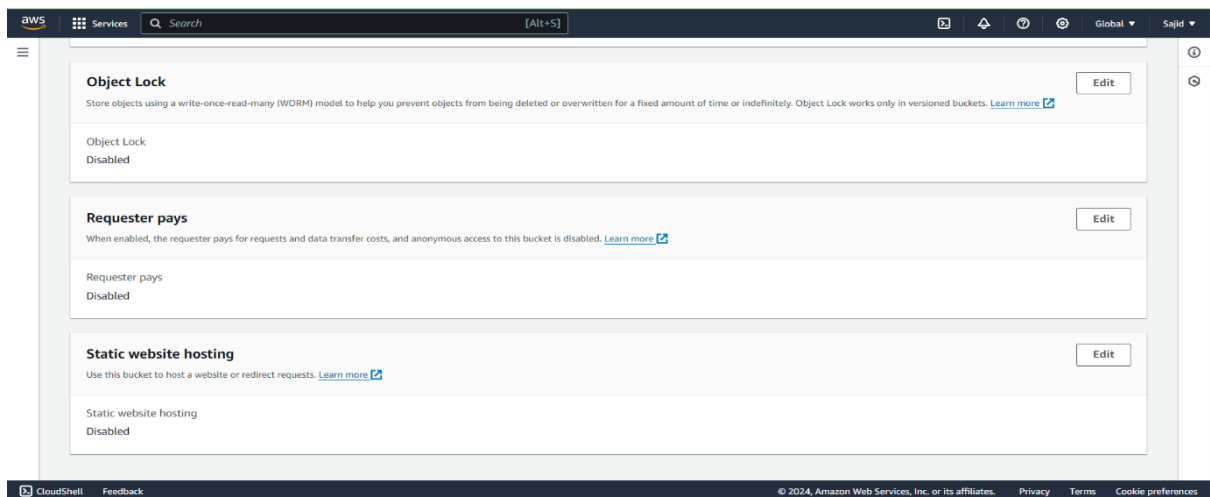 aws Services Search [Alt+S] Global Sajid
Object Lock Edit
Store objects using a write-once-read-many (WORM) model to help you prevent objects from being deleted or overwritten for a fixed amount of time or indefinitely. Object Lock works only in versioned buckets. Learn more
Object Lock
Disabled
Requester pays Edit
When enabled, the requester pays for requests and data transfer costs, and anonymous access to this bucket is disabled. Learn more
Requester pays
Disabled
Static website hosting Edit
Use this bucket to host a website or redirect requests. Learn more
Static website hosting
Disabled
CloudShell Feedback © 2024, Amazon Web Services, Inc. or its affiliates. Privacy Terms Cookie preferences